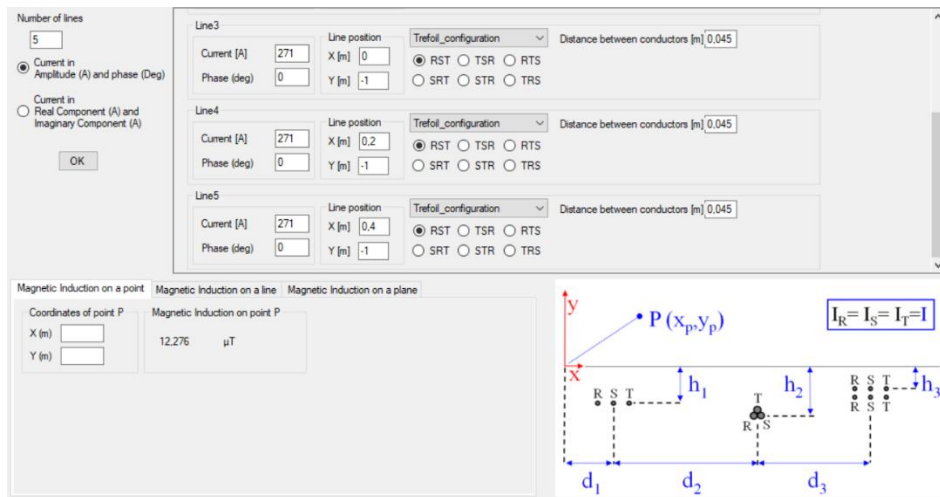 Number of lines
5
Current in
Amplitude (A) and phase (Deg)
Current in
Real Component (A) and
Imaginary Component (A)
OK
Line3
Current [A] 271
Phase (deg) 0
Line position
X [m] 0
Y [m] -1
Trefoil_configuration
RST TSR RTS
SRT STR TRS
Distance between conductors [m] 0,045
Line4
Current [A] 271
Phase (deg) 0
Line position
X [m] 0,2
Y [m] -1
Trefoil_configuration
RST TSR RTS
SRT STR TRS
Distance between conductors [m] 0,045
Line5
Current [A] 271
Phase (deg) 0
Line position
X [m] 0,4
Y [m] -1
Trefoil_configuration
RST TSR RTS
SRT STR TRS
Distance between conductors [m] 0,045
Magnetic Induction on a point Magnetic Induction on a line Magnetic Induction on a plane
Coordinates of point P
X (m)
Y (m)
Magnetic Induction on point P
12,276 µT
y
P (xp,yp)
IR= IS= IT=I
x
h1
h2
h3
R S T
T
R S
R S T
R S T
d1
d2
d3